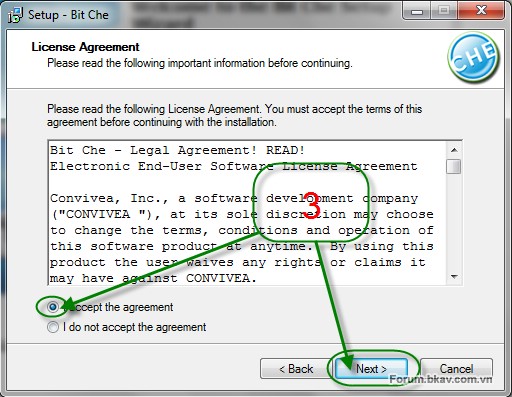 Setup - Bit Che
License Agreement
Please read the following important information before continuing.
CHE
Please read the following License Agreement. You must accept the terms of this
agreement before continuing with the installation.
Bit Che - Legal Agreement! READ!
Electronic End-User Software License Agreement
Convivea, Inc., a software development company
("CONVIVEA "), at its sole discretion may choose
to change the terms, conditions and operation of
this software product at anytime.  By using this
product the user waives any rights or claims it
may have against CONVIVEA.
3
I accept the agreement
I do not accept the agreement
< Back
Next >
Cancel
Forum.bkav.com.vn